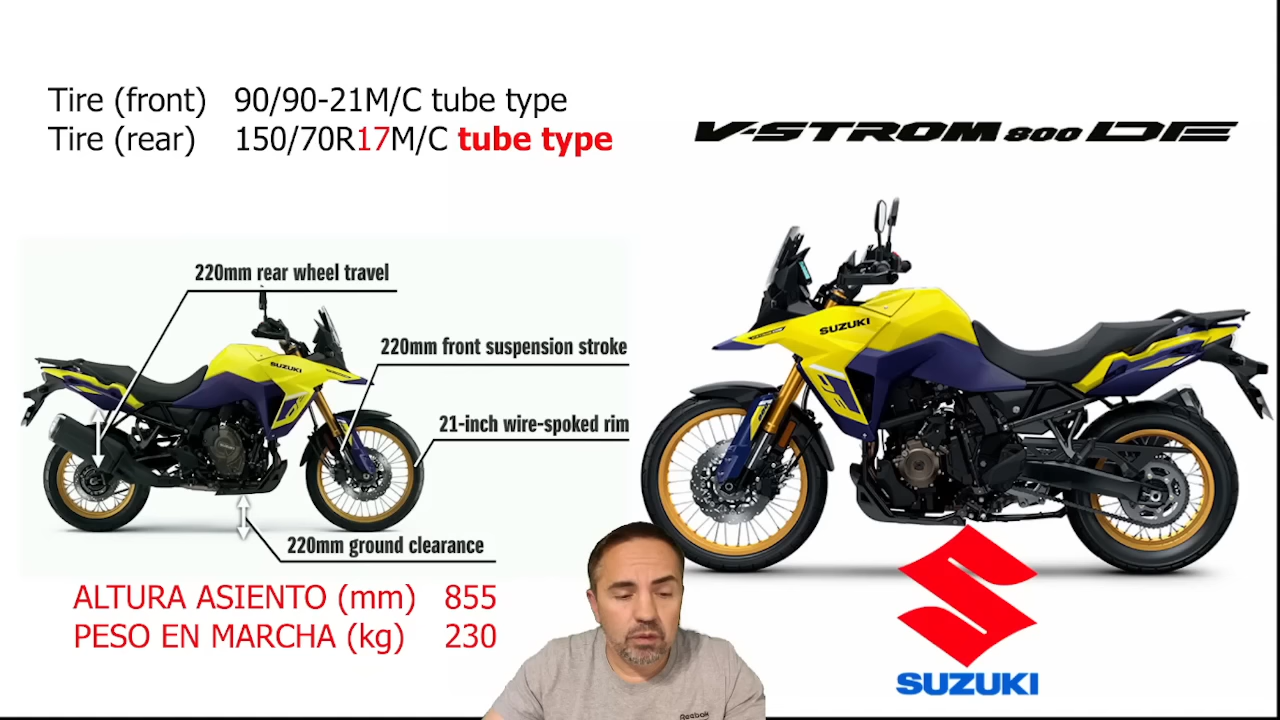 Tire (front) 90/90-21M/C tube type
Tire (rear) 150/70R17M/C tube type
V-STROM 800 DE
220mm rear wheel travel
220mm front suspension stroke
21-inch wire-spoked rim
220mm ground clearance
SUZUKI
SUZUKI
ALTURA ASIENTO (mm) 855
PESO EN MARCHA (kg) 230
Reebok
SUZUKI